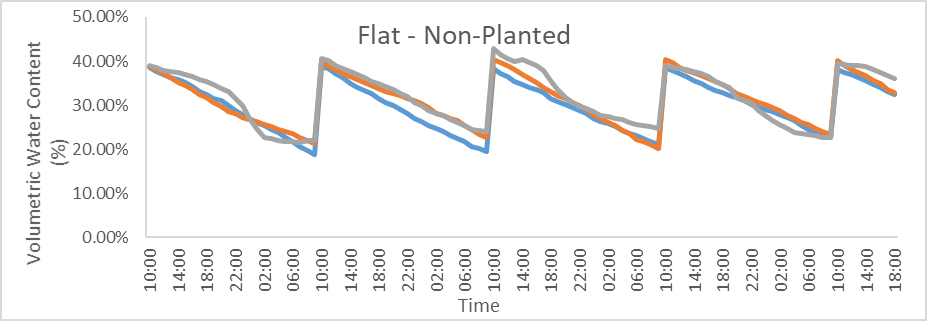 Flat - Non-Planted
Volumetric Water Content
(%)
50.00%
40.00%
30.00%
20.00%
10.00%
0.00%
10:00 14:00 18:00 22:00 02:00 06:00 10:00 14:00 18:00 22:00 02:00 06:00 10:00 14:00 18:00 22:00 02:00 06:00 10:00 14:00 18:00 22:00 02:00 06:00 10:00 14:00 18:00
Time